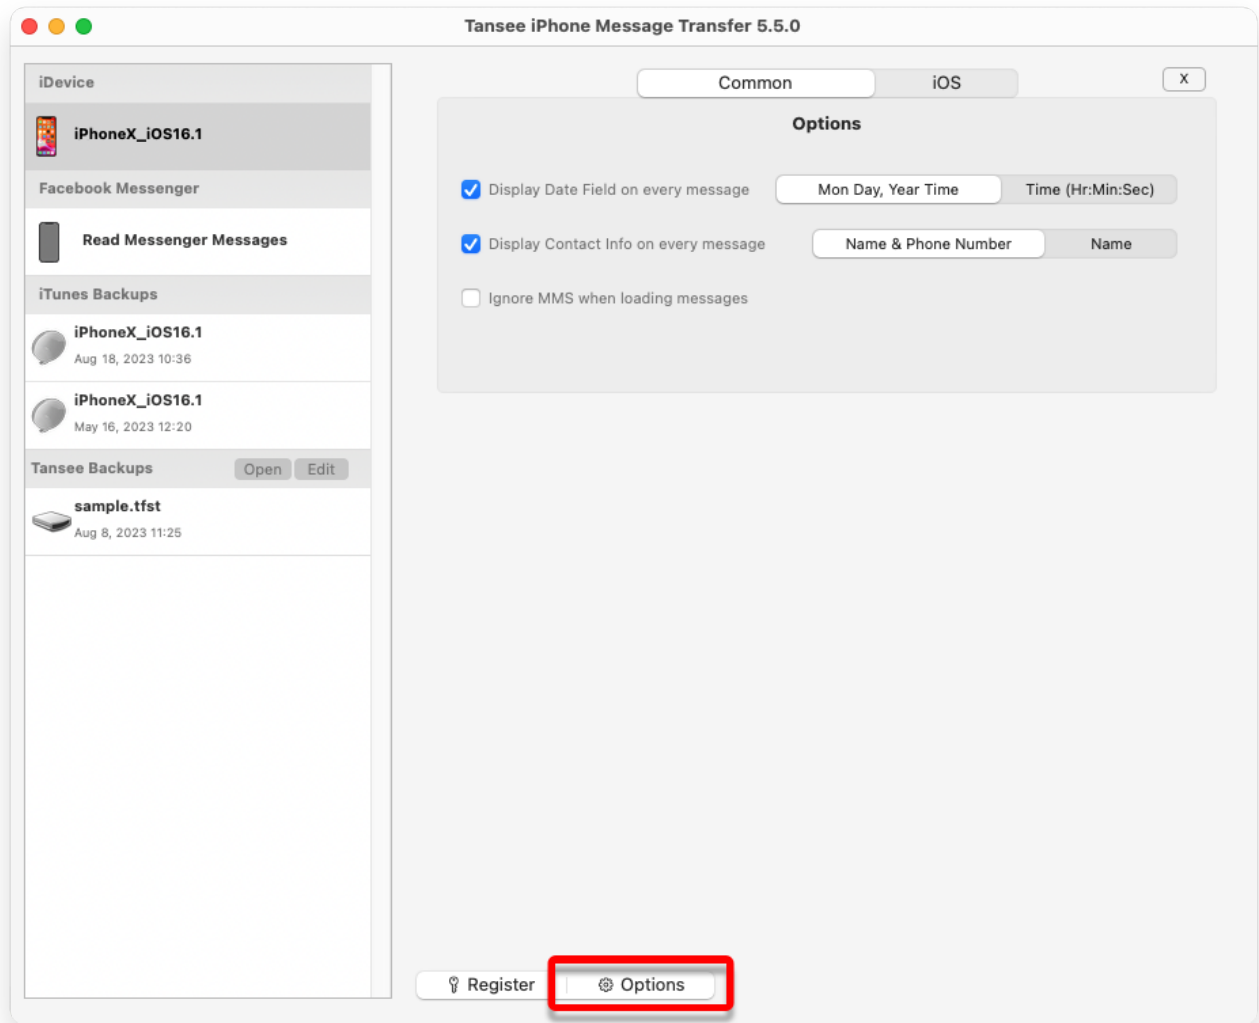 Tansee iPhone Message Transfer 5.5.0
iDevice
iPhoneX_iOS16.1
Facebook Messenger
Read Messenger Messages
iTunes Backups
iPhoneX_iOS16.1
Aug 18, 2023 10:36
iPhoneX_iOS16.1
May 16, 2023 12:20
Tansee Backups Open Edit
sample.tfst
Aug 8, 2023 11:25
Common iOS X
Options
Display Date Field on every message Mon Day, Year Time Time (Hr:Min:Sec)
Display Contact Info on every message Name & Phone Number Name
Ignore MMS when loading messages
Register Options